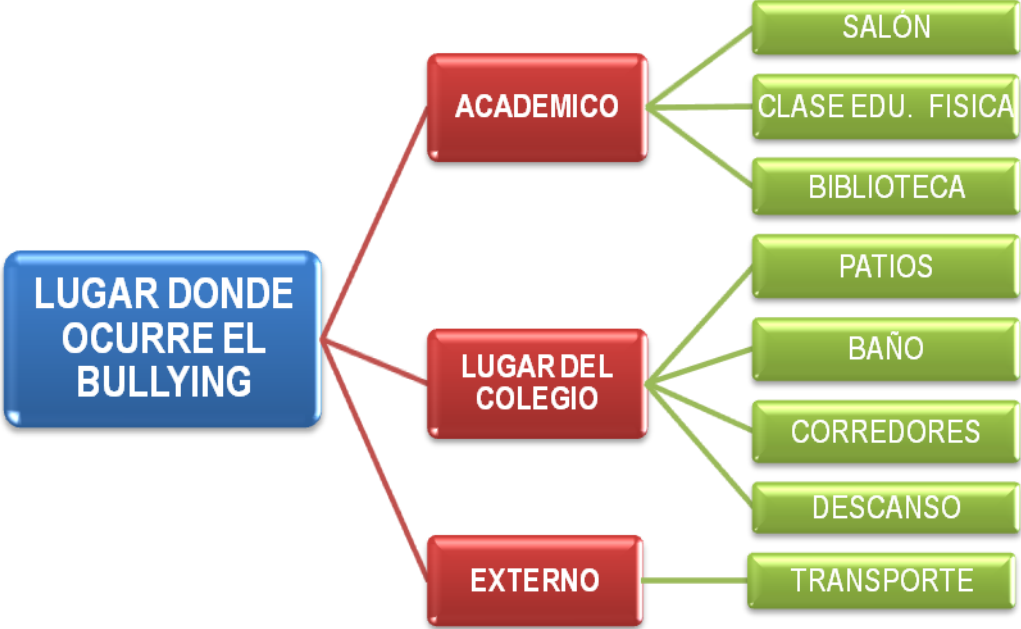 LUGAR DONDE
OCURRE EL
BULLYING
ACADEMICO
SALÓN
CLASE EDU. FISICA
BIBLIOTECA
LUGAR DEL
COLEGIO
PATIOS
BAÑO
CORREDORES
DESCANSO
EXTERNO
TRANSPORTE